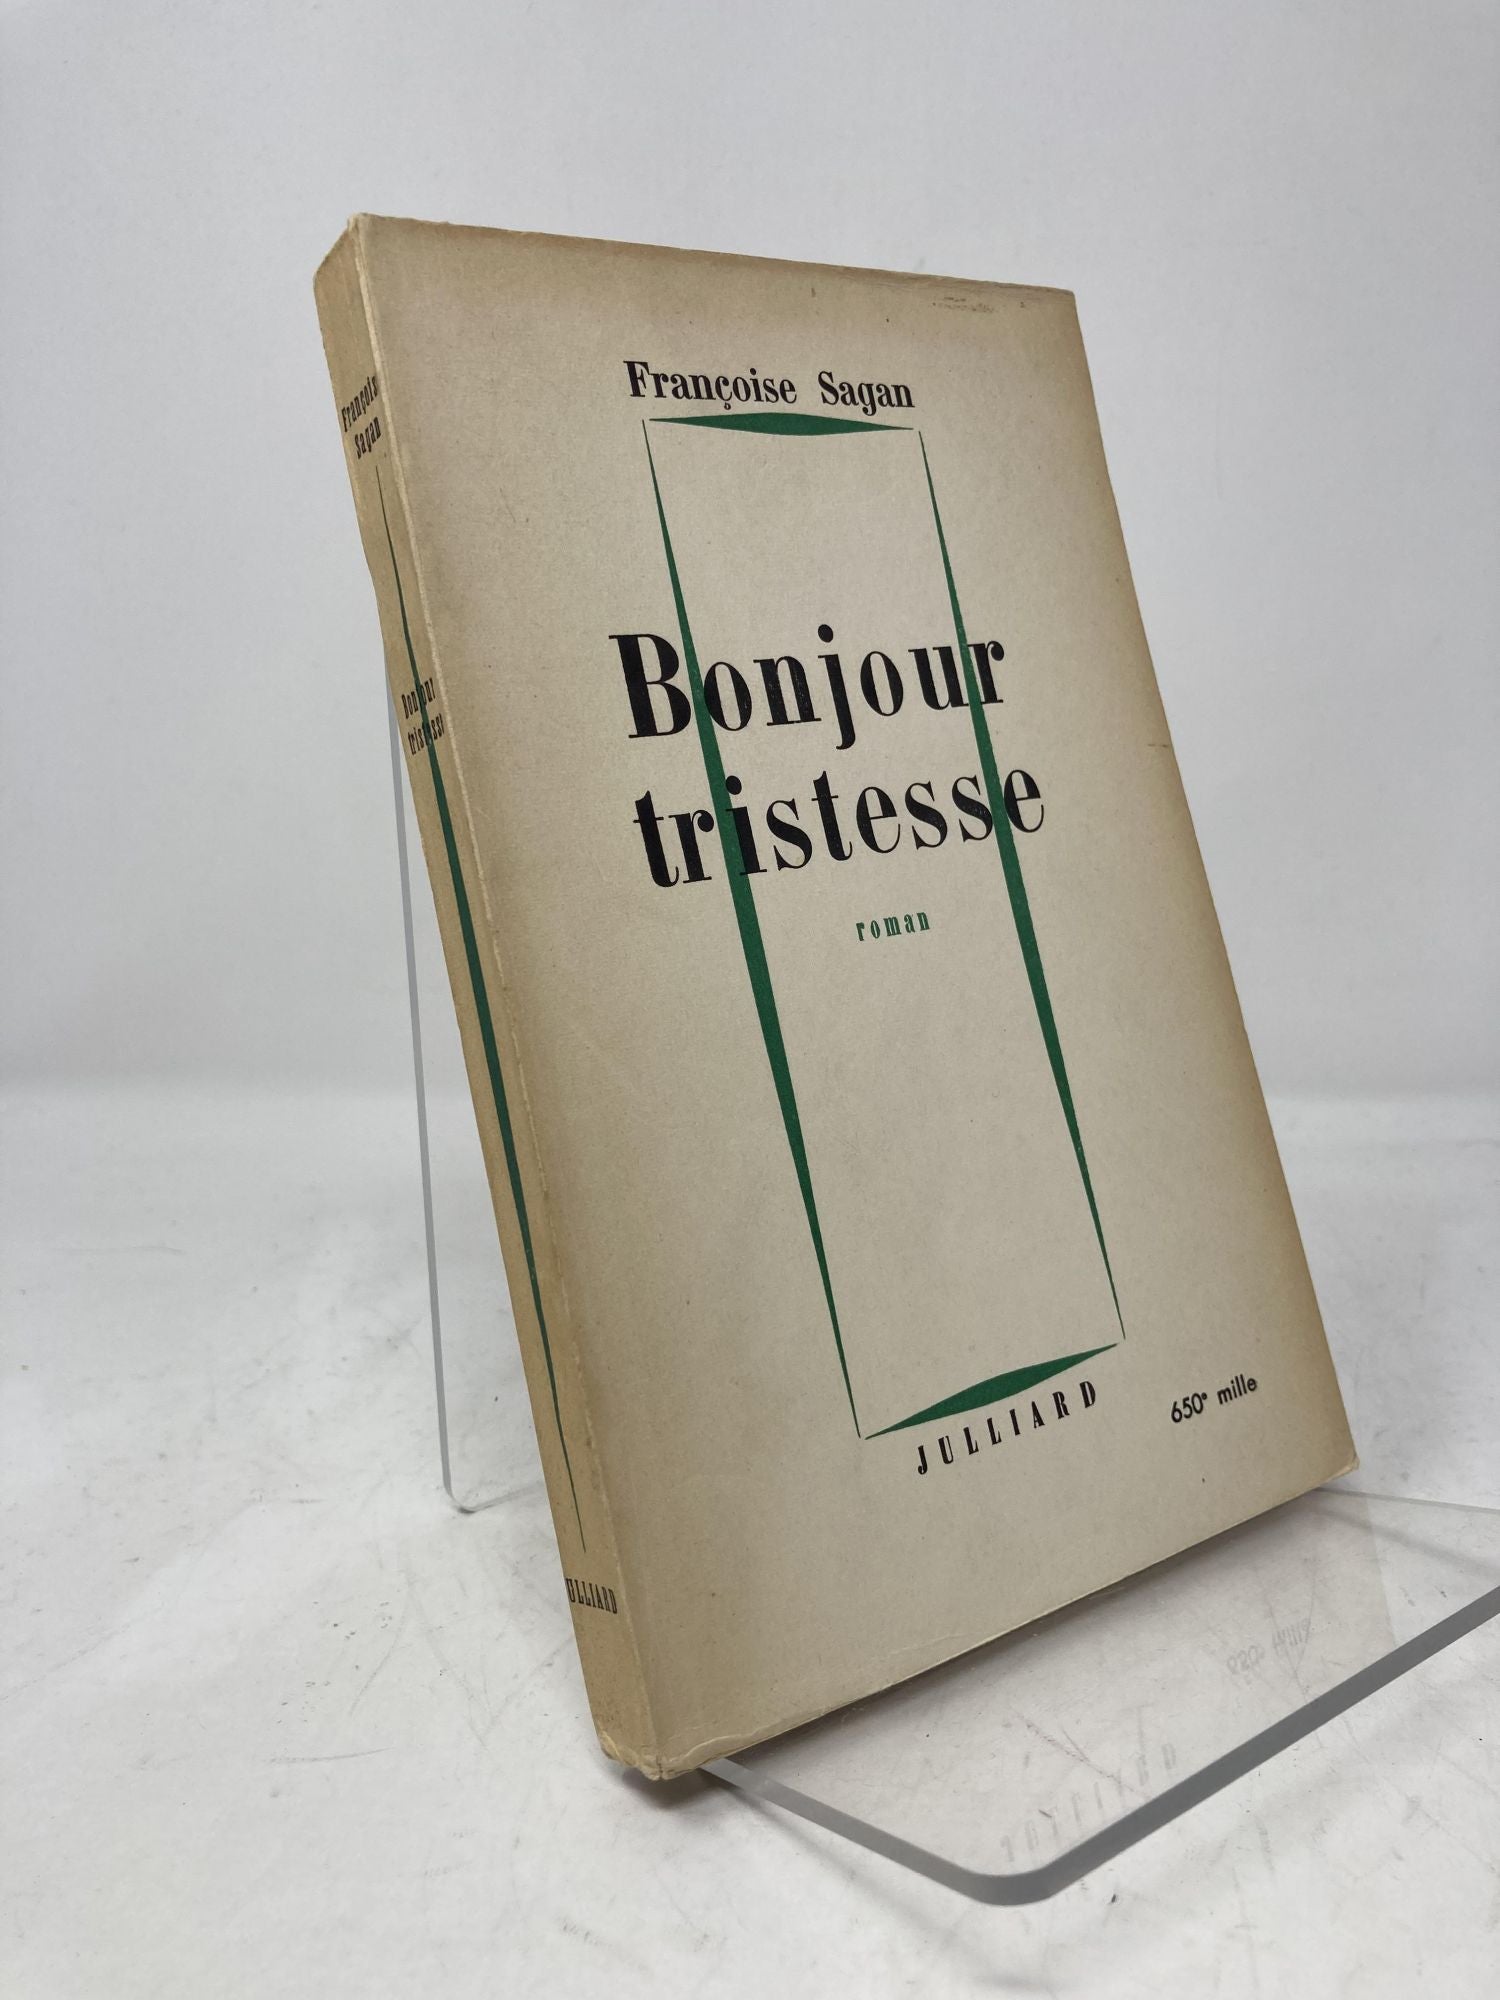 Françoise Sagan
Bonjour
tristesse
roman
JULLIARD
650e mille
Françoise
Sagan
Bonjour
tristesse
JULLIARD